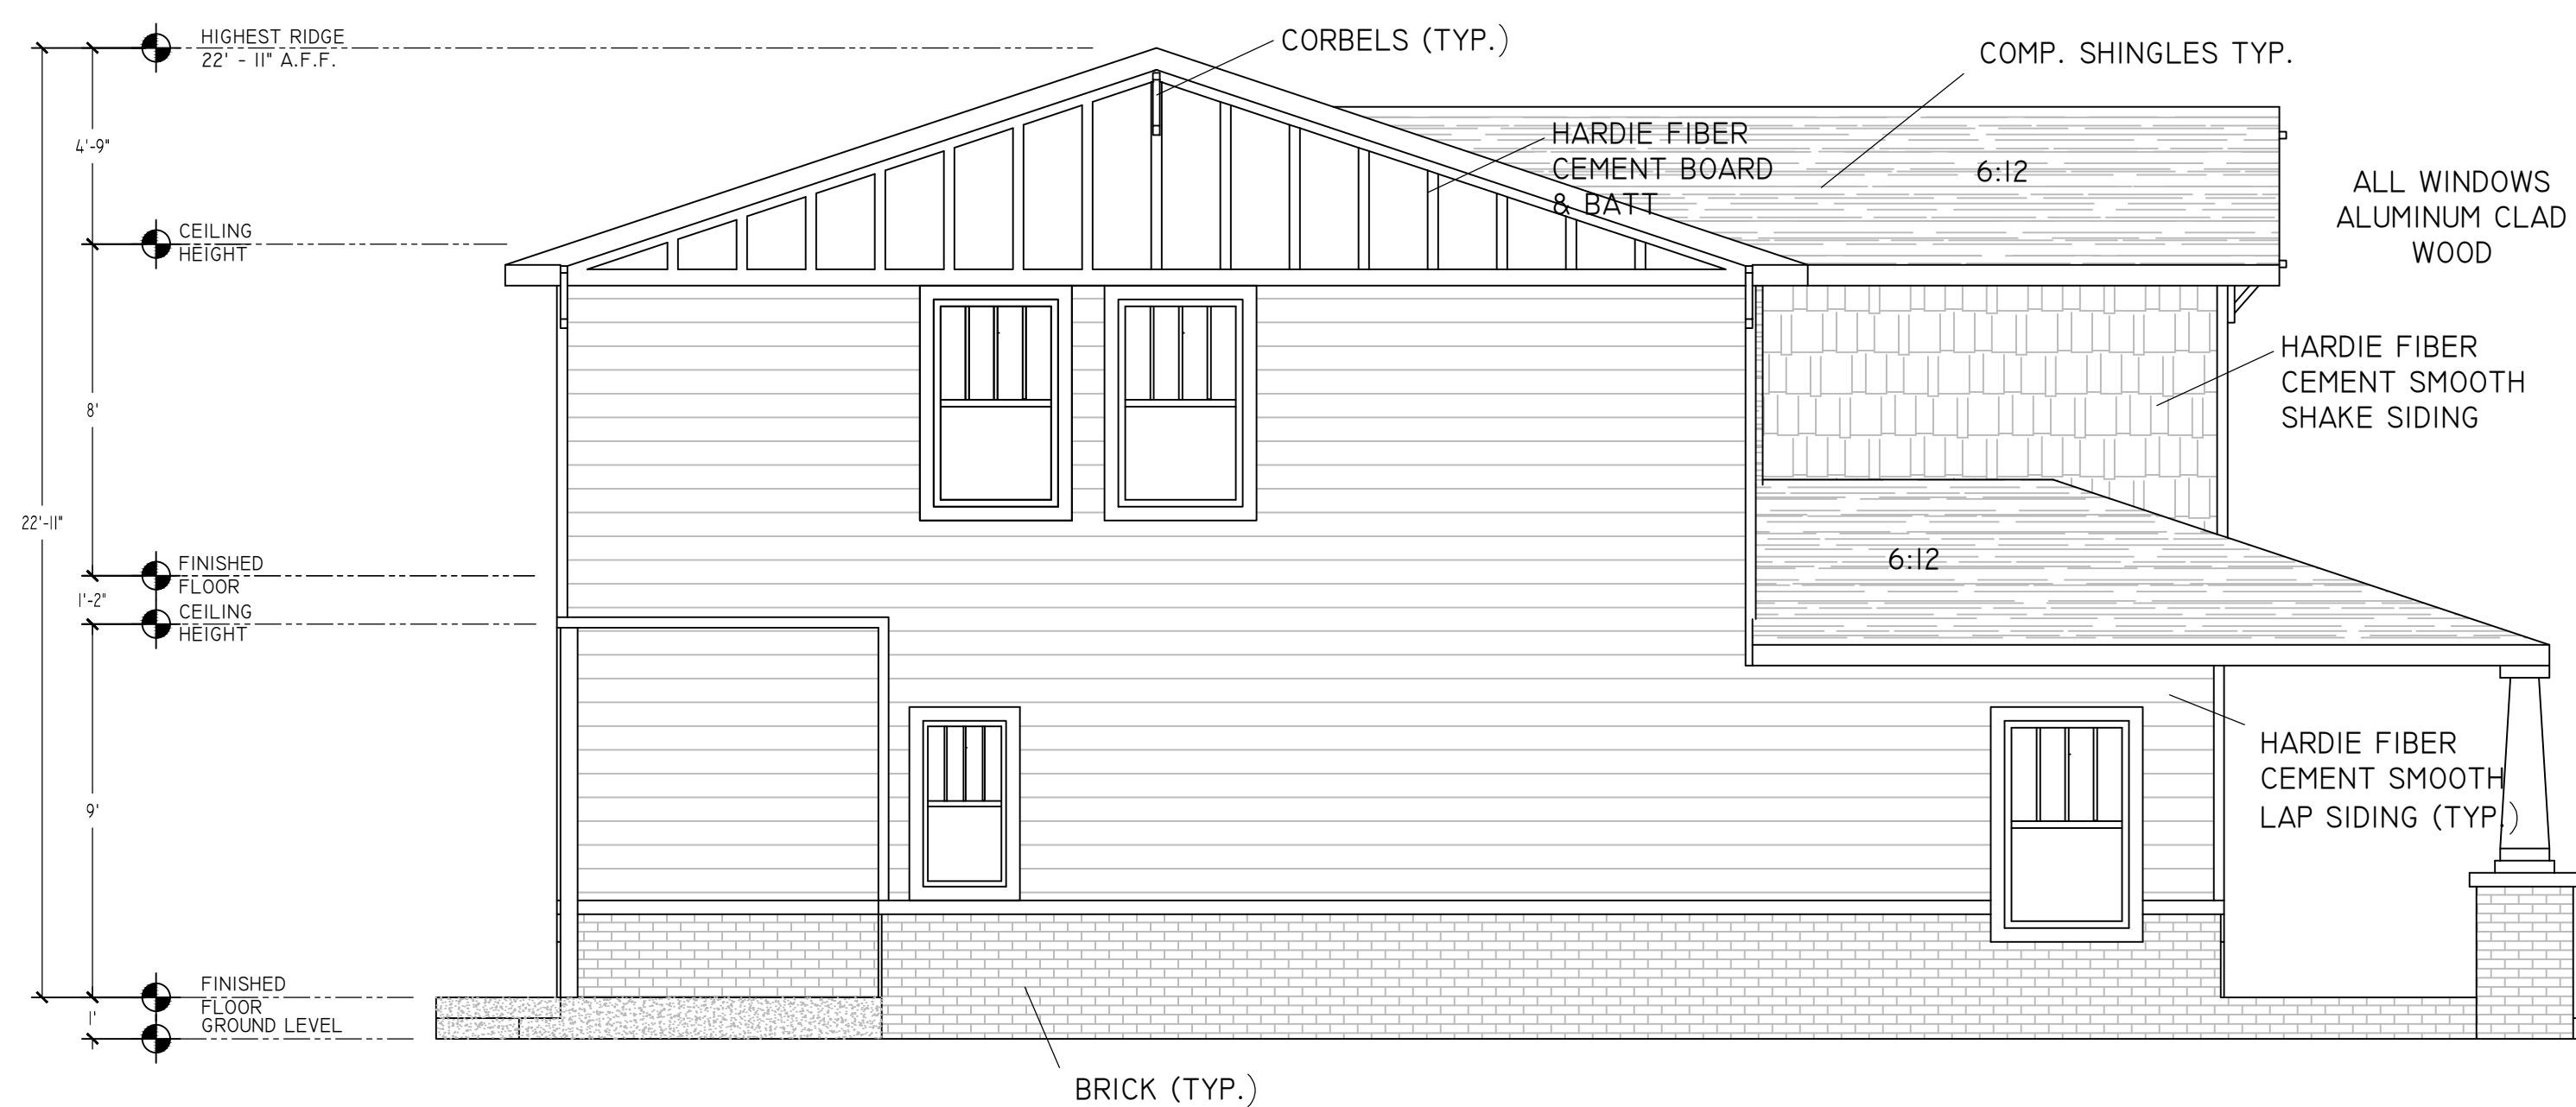 HIGHEST RIDGE
22' - 11" A.F.F.
CORBELS (TYP.)
COMP. SHINGLES TYP.
4'-9"
HARDIE FIBER
CEMENT BOARD
& BATT
6:12
ALL WINDOWS
ALUMINUM CLAD
WOOD
CEILING
HEIGHT
HARDIE FIBER
CEMENT SMOOTH
SHAKE SIDING
8'
22'-11"
FINISHED
FLOOR
6:12
1'-2"
CEILING
HEIGHT
HARDIE FIBER
CEMENT SMOOTH
LAP SIDING (TYP.)
9'
FINISHED
FLOOR
1'
GROUND LEVEL
BRICK (TYP.)